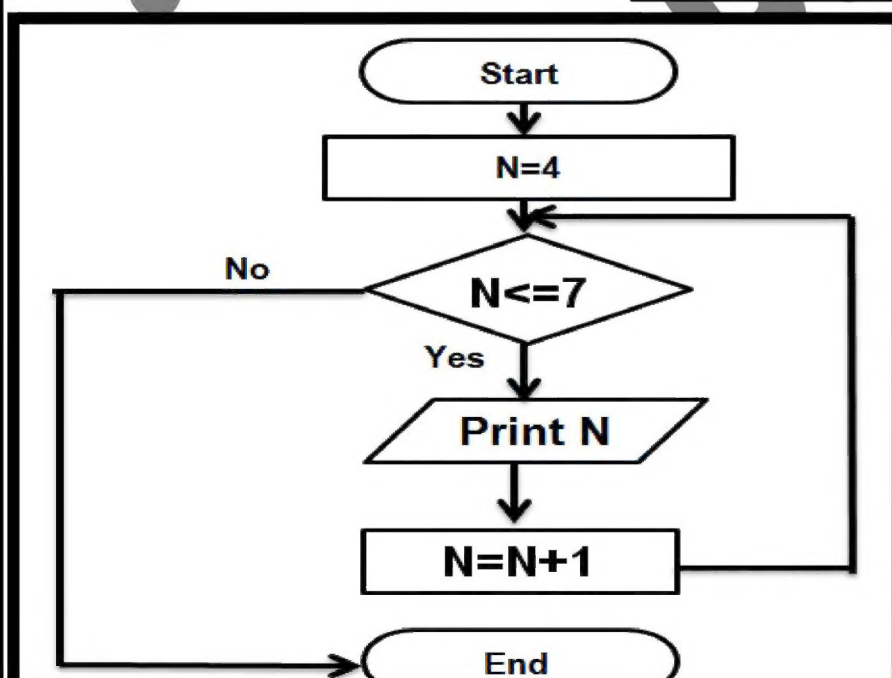 Start
N=4
No
N<=7
Yes
Print N
N=N+1
End